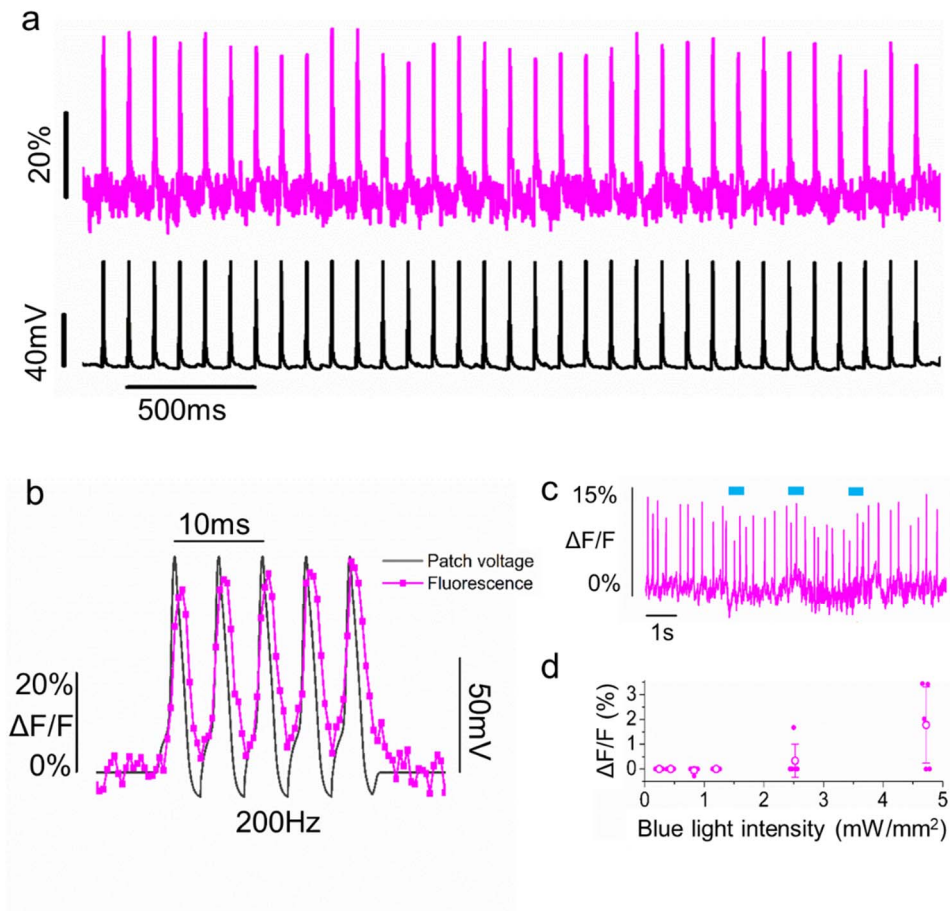 a
20%
40mV
500ms
b
10ms
Patch voltage
Fluorescence
20%
ΔF/F
0%
50mV
200Hz
c
15%
ΔF/F
0%
1s
d
ΔF/F (%)
3
2
1
0
0 1 2 3 4 5
Blue light intensity (mW/mm²)